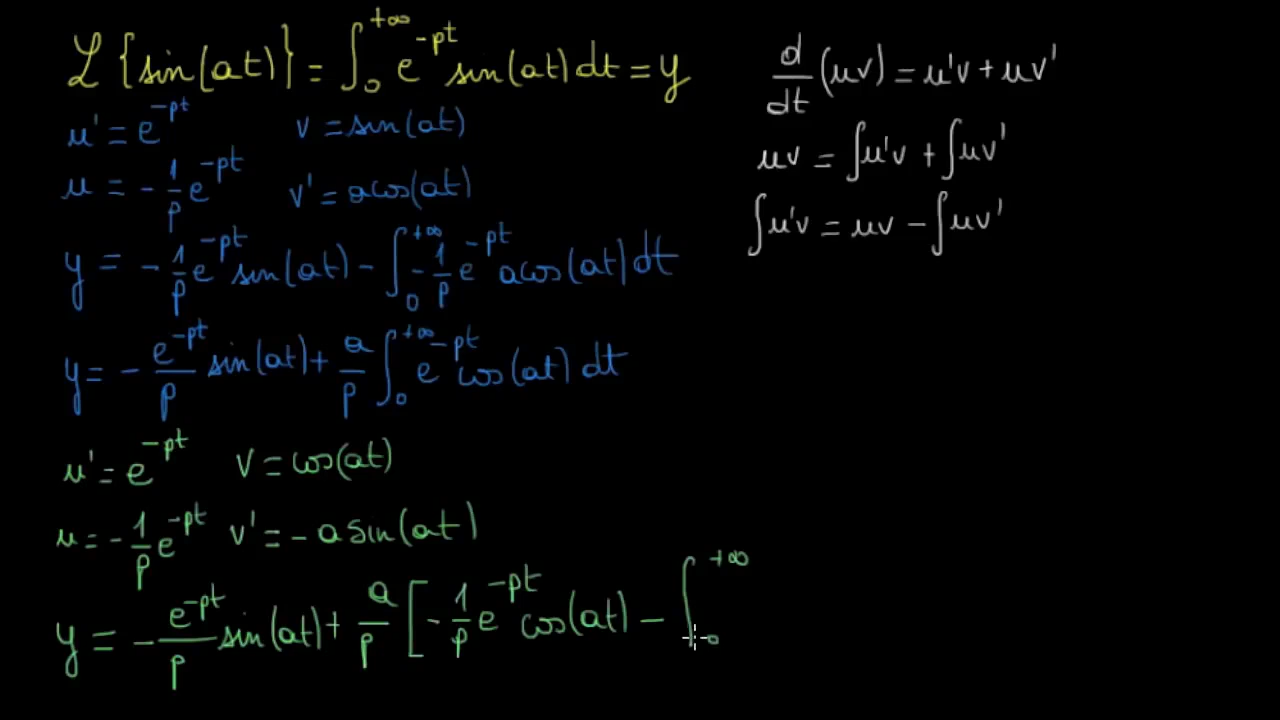 ℒ{sin(at)} = ∫₀^{+∞} e^{-pt} sin(at) dt = y
u' = e^{-pt} v = sin(at)
u = -1/p e^{-pt} v' = a cos(at)
y = -1/p e^{-pt} sin(at) - ∫₀^{+∞} -1/p e^{-pt} a cos(at) dt
y = - e^{-pt}/p sin(at) + a/p ∫₀^{+∞} e^{-pt} cos(at) dt
u' = e^{-pt} v = cos(at)
u = -1/p e^{-pt} v' = -a sin(at)
y = - e^{-pt}/p sin(at) + a/p [ -1/p e^{-pt} cos(at) - ∫₀^{+∞}
d/dt (uv) = u'v + uv'
uv = ∫u'v + ∫uv'
∫u'v = uv - ∫uv'